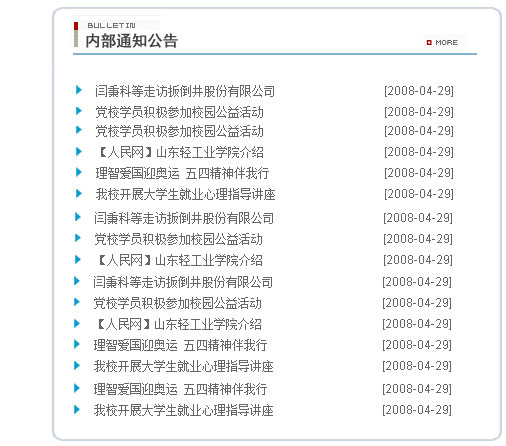 BULLETIN
内部通知公告
MORE
闫秉科等走访扳倒井股份有限公司 [2008-04-29]
党校学员积极参加校园公益活动 [2008-04-29]
党校学员积极参加校园公益活动 [2008-04-29]
【人民网】山东轻工业学院介绍 [2008-04-29]
理智爱国迎奥运 五四精神伴我行 [2008-04-29]
我校开展大学生就业心理指导讲座 [2008-04-29]
闫秉科等走访扳倒井股份有限公司 [2008-04-29]
党校学员积极参加校园公益活动 [2008-04-29]
【人民网】山东轻工业学院介绍 [2008-04-29]
闫秉科等走访扳倒井股份有限公司 [2008-04-29]
党校学员积极参加校园公益活动 [2008-04-29]
【人民网】山东轻工业学院介绍 [2008-04-29]
理智爱国迎奥运 五四精神伴我行 [2008-04-29]
我校开展大学生就业心理指导讲座 [2008-04-29]
理智爱国迎奥运 五四精神伴我行 [2008-04-29]
我校开展大学生就业心理指导讲座 [2008-04-29]